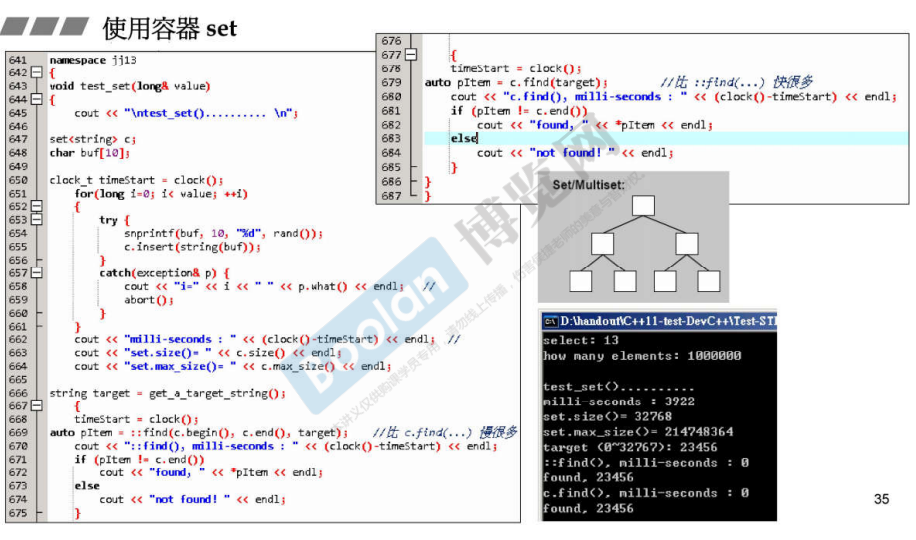 使用容器 set
641 namespace jj13
642 {
643 void test_set(long& value)
644 {
645 cout << "\ntest_set().......... \n";
646
647 set<string> c;
648 char buf[10];
649
650 clock_t timeStart = clock();
651 for(long i=0; i< value; ++i)
652 {
653 try {
654 snprintf(buf, 10, "%d", rand());
655 c.insert(string(buf));
656 }
657 catch(exception& p) {
658 cout << "i=" << i << " " << p.what() << endl; //
659 abort();
660 }
661 }
662 cout << "milli-seconds : " << (clock()-timeStart) << endl; //
663 cout << "set.size()= " << c.size() << endl;
664 cout << "set.max_size()= " << c.max_size() << endl;
665
666 string target = get_a_target_string();
667 {
668 timeStart = clock();
669 auto pItem = ::find(c.begin(), c.end(), target); //比 c.find(...) 慢很多
670 cout << "::find(), milli-seconds : " << (clock()-timeStart) << endl;
671 if (pItem != c.end())
672 cout << "found, " << *pItem << endl;
673 else
674 cout << "not found! " << endl;
675 }
676
677 {
678 timeStart = clock();
679 auto pItem = c.find(target); //比 ::find(...) 快很多
680 cout << "c.find(), milli-seconds : " << (clock()-timeStart) << endl;
681 if (pItem != c.end())
682 cout << "found, " << *pItem << endl;
683 else
684 cout << "not found! " << endl;
685 }
686 }
687 }
Set/Multiset:
D:\handout\C++11-test-DevC++\Test-STI
select: 13
how many elements: 1000000
test_set()..........
milli-seconds : 3922
set.size()= 32768
set.max_size()= 214748364
target (0~32767): 23456
::find(), milli-seconds : 0
found, 23456
c.find(), milli-seconds : 0
found, 23456
boolan 博览网
35